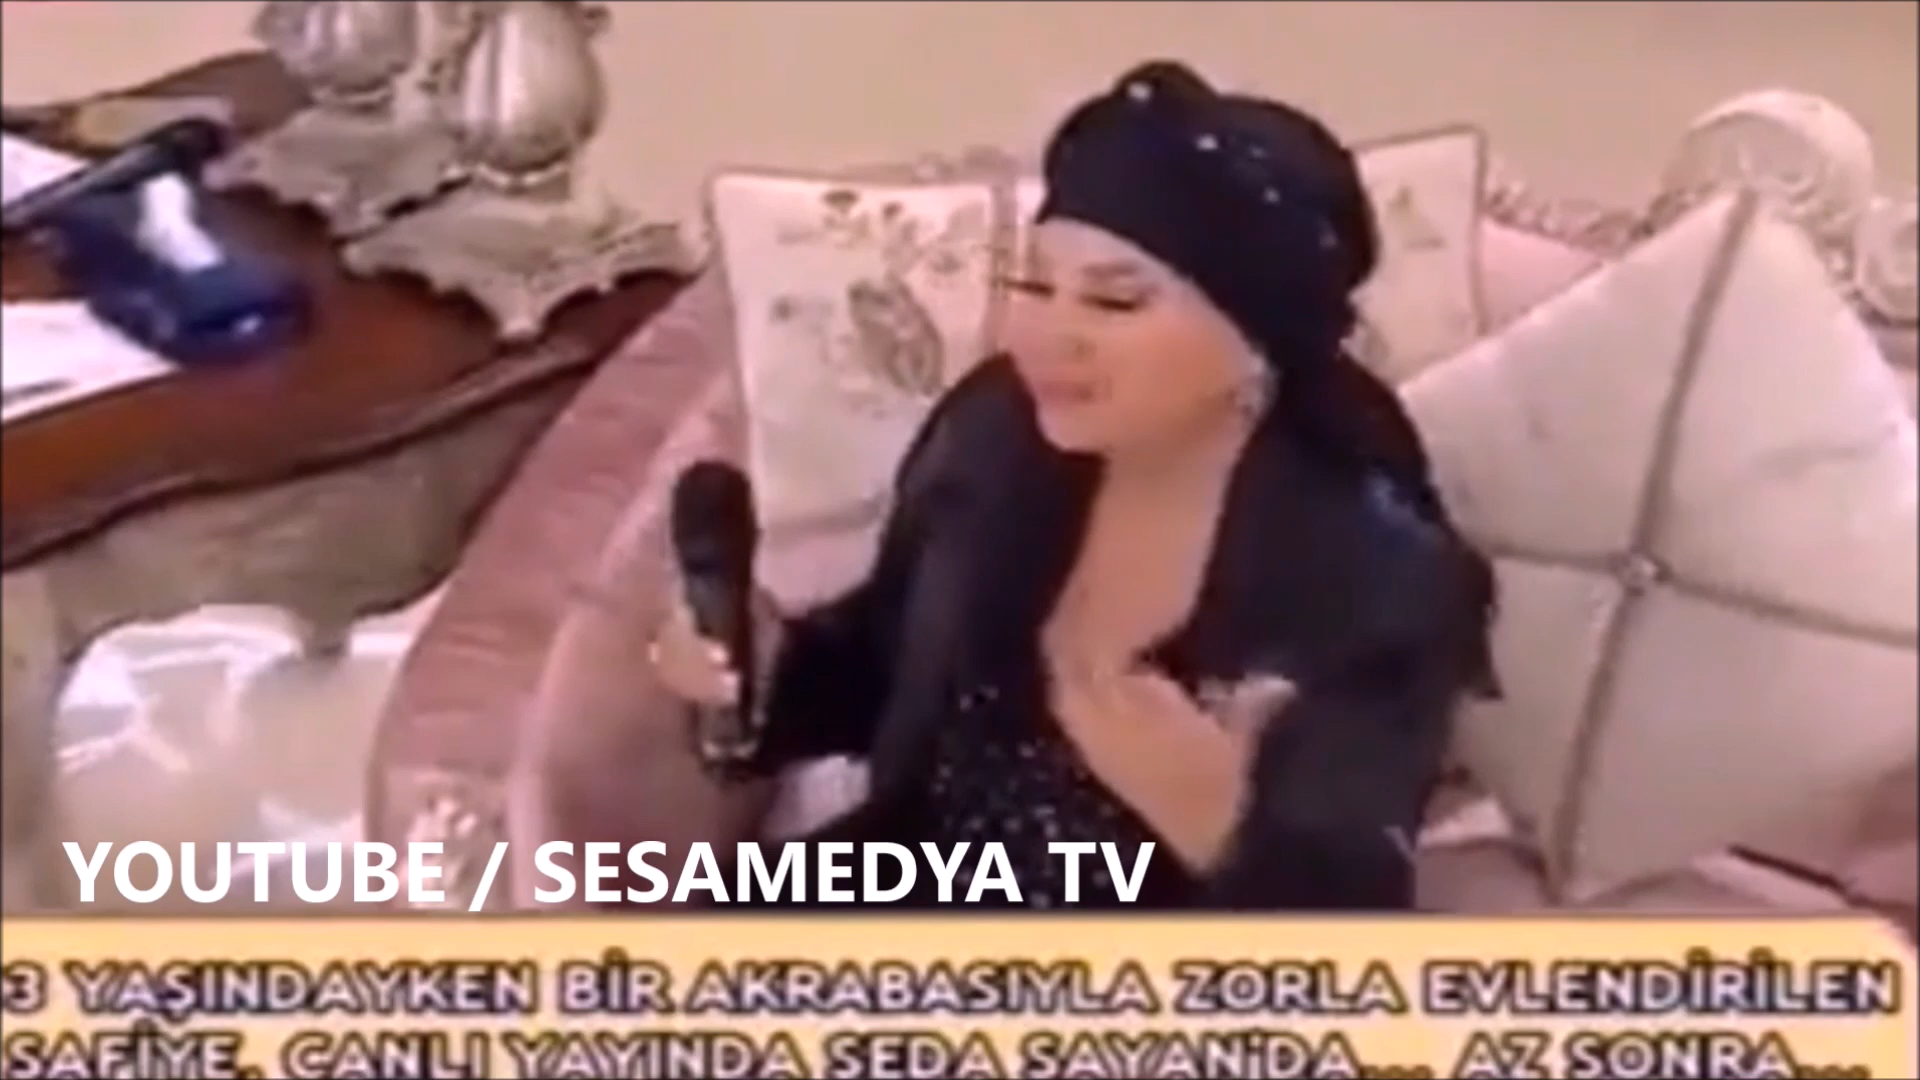 YOUTUBE / SESAMEDYA TV
3 YAŞINDAYKEN BİR AKRABASIYLA ZORLA EVLENDİRİLEN
SAFİYE, CANLI YAYINDA SEDA SAYAN'DA... AZ SONRA...